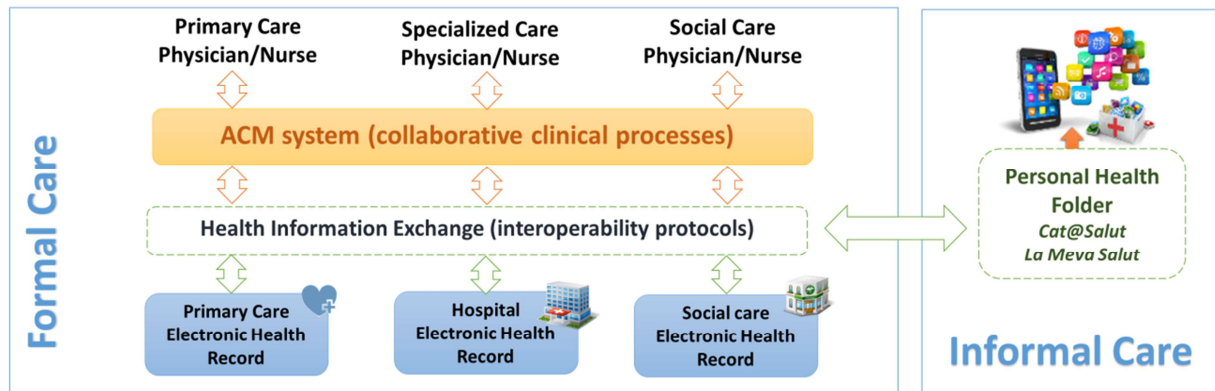 Formal Care
Primary Care
Physician/Nurse
Specialized Care
Physician/Nurse
Social Care
Physician/Nurse
ACM system (collaborative clinical processes)
Health Information Exchange (interoperability protocols)
Primary Care
Electronic Health
Record
Hospital
Electronic Health
Record
Social care
Electronic Health
Record
Personal Health
Folder
Cat@Salut
La Meva Salut
Informal Care